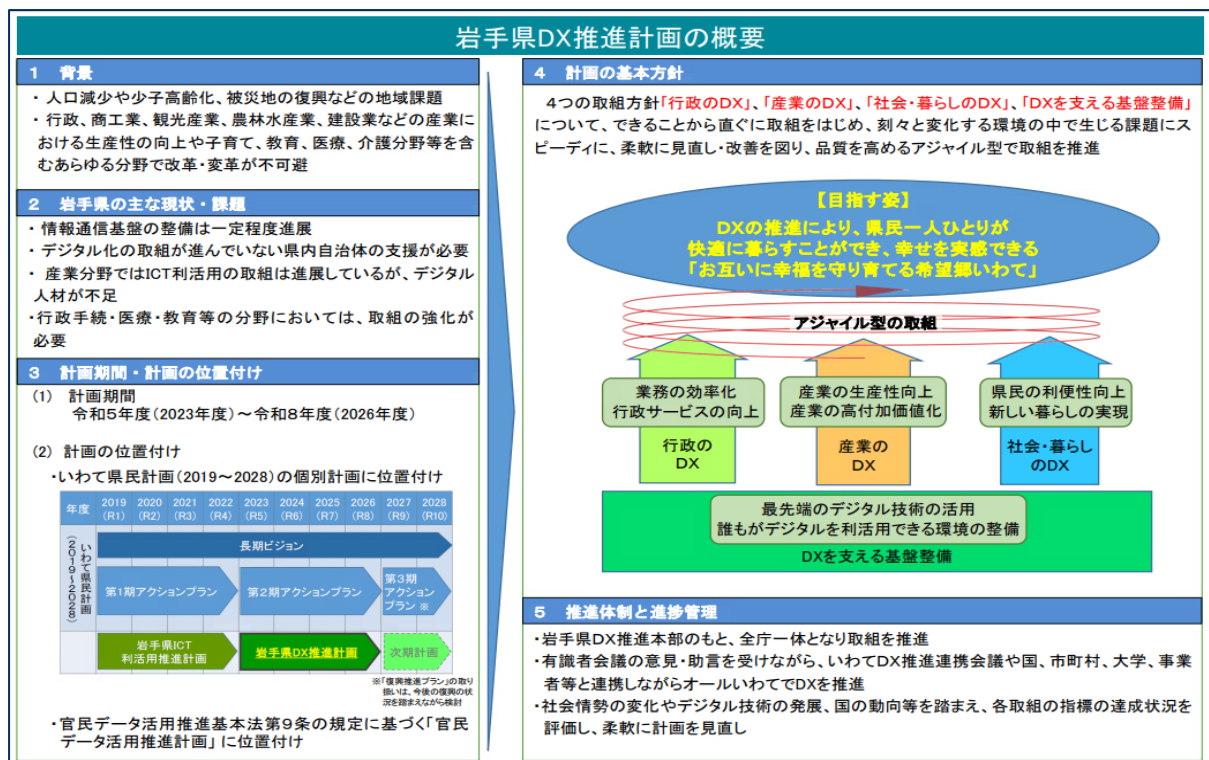 岩手県DX推進計画の概要
1 背景
・ 人口減少や少子高齢化、被災地の復興などの地域課題
・ 行政、商工業、観光産業、農林水産業、建設業などの産業に
おける生産性の向上や子育て、教育、医療、介護分野等を含
むあらゆる分野で改革・変革が不可避
2 岩手県の主な現状・課題
・ 情報通信基盤の整備は一定程度進展
・ デジタル化の取組が進んでいない県内自治体の支援が必要
・ 産業分野ではICT利活用の取組は進展しているが、デジタル
人材が不足
・行政手続・医療・教育等の分野においては、取組の強化が
必要
3 計画期間・計画の位置付け
(1) 計画期間
令和5年度(2023年度)～令和8年度(2026年度)
(2) 計画の位置付け
・いわて県民計画(2019～2028)の個別計画に位置付け
年度 2019 2020 2021 2022 2023 2024 2025 2026 2027 2028
(R1) (R2) (R3) (R4) (R5) (R6) (R7) (R8) (R9) (R10)
いわて県民計画
(2019～2028)
長期ビジョン
第1期アクションプラン
第2期アクションプラン
第3期
アクション
プラン ※
岩手県ICT
利活用推進計画
岩手県DX推進計画
次期計画
※「復興推進プラン」の取り
扱いは、今後の復興の状
況を踏まえながら検討
・官民データ活用推進基本法第9条の規定に基づく「官民
データ活用推進計画」に位置付け
4 計画の基本方針
4つの取組方針「行政のDX」、「産業のDX」、「社会・暮らしのDX」、「DXを支える基盤整備」
について、できることから直ぐに取組をはじめ、刻々と変化する環境の中で生じる課題にス
ピーディに、柔軟に見直し・改善を図り、品質を高めるアジャイル型で取組を推進
【目指す姿】
DXの推進により、県民一人ひとりが
快適に暮らすことができ、幸せを実感できる
「お互いに幸福を守り育てる希望郷いわて」
アジャイル型の取組
業務の効率化
行政サービスの向上
行政の
DX
産業の生産性向上
産業の高付加価値化
産業の
DX
県民の利便性向上
新しい暮らしの実現
社会・暮らし
のDX
最先端のデジタル技術の活用
誰もがデジタルを利活用できる環境の整備
DXを支える基盤整備
5 推進体制と進捗管理
・岩手県DX推進本部のもと、全庁一体となり取組を推進
・有識者会議の意見・助言を受けながら、いわてDX推進連携会議や国、市町村、大学、事業
者等と連携しながらオールいわてでDXを推進
・社会情勢の変化やデジタル技術の発展、国の動向等を踏まえ、各取組の指標の達成状況を
評価し、柔軟に計画を見直し